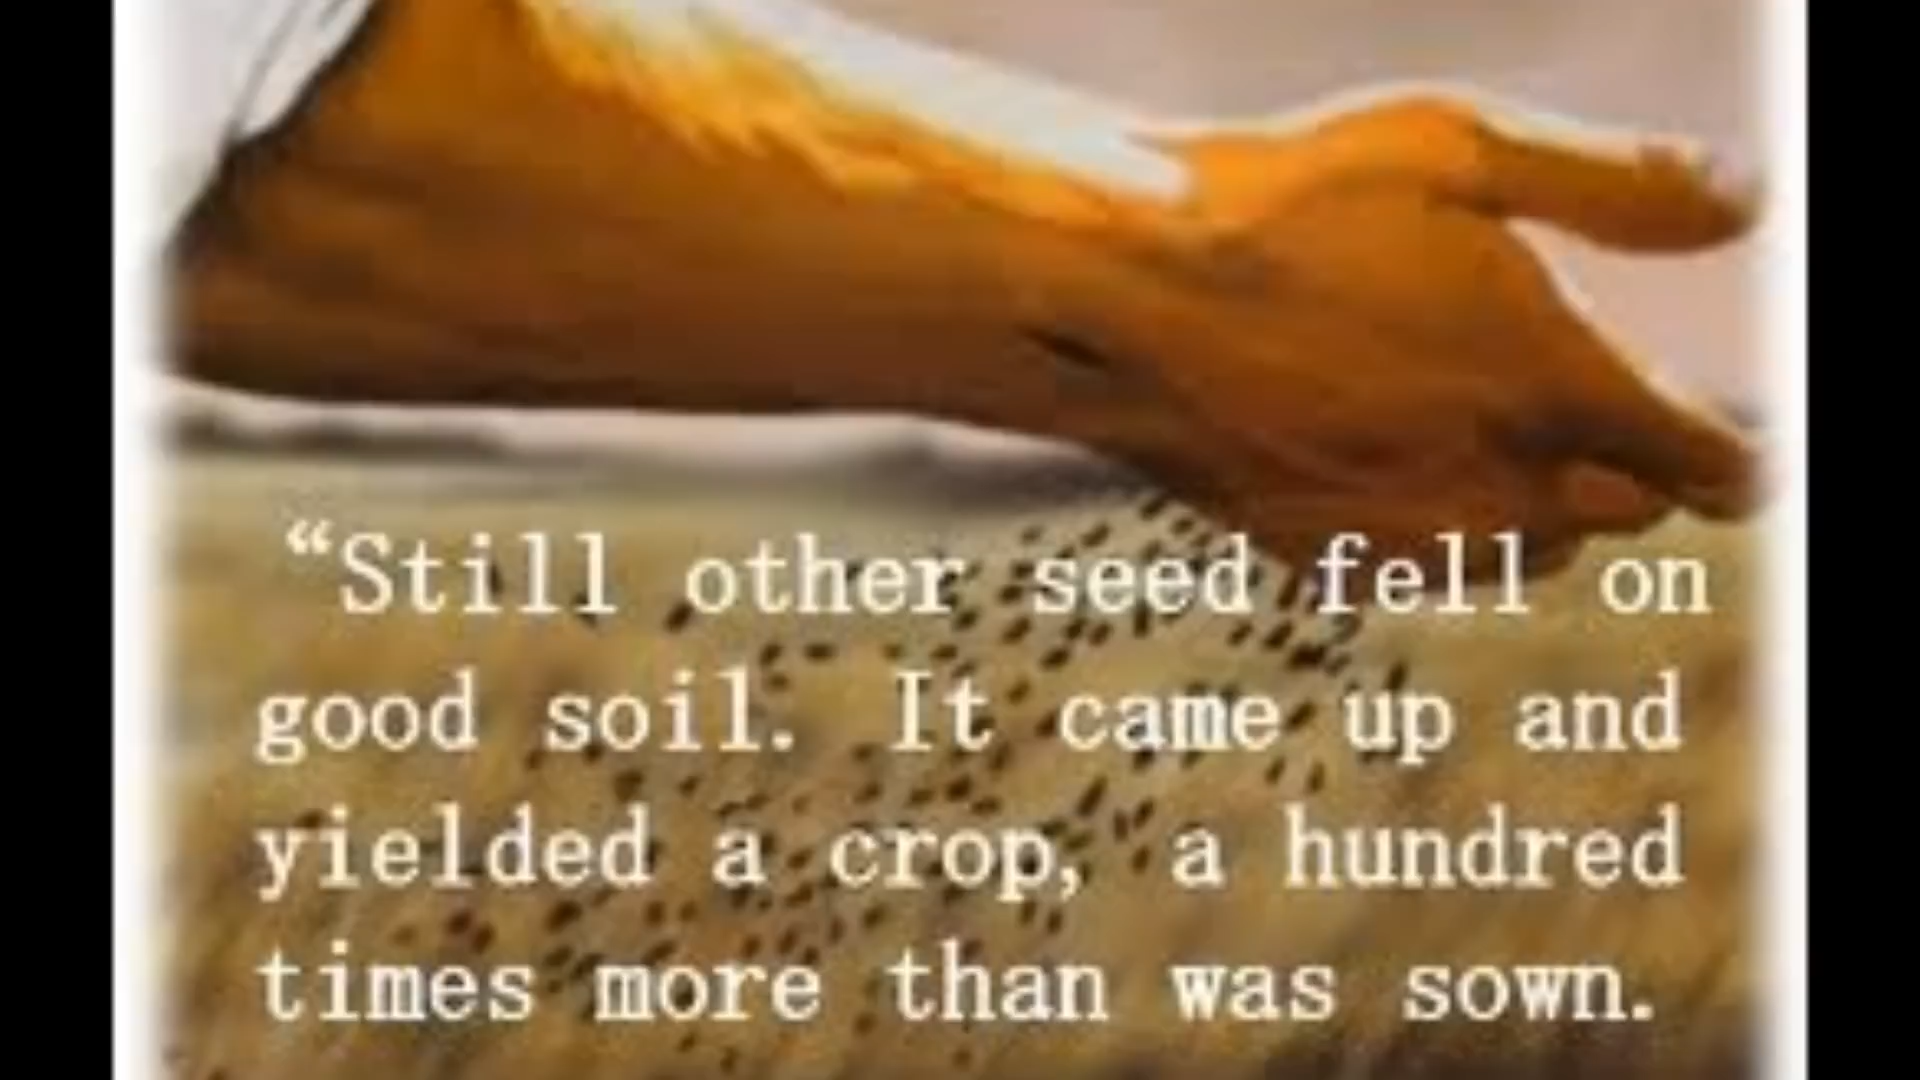 “Still other seed fell on
good soil. It came up and
yielded a crop, a hundred
times more than was sown.